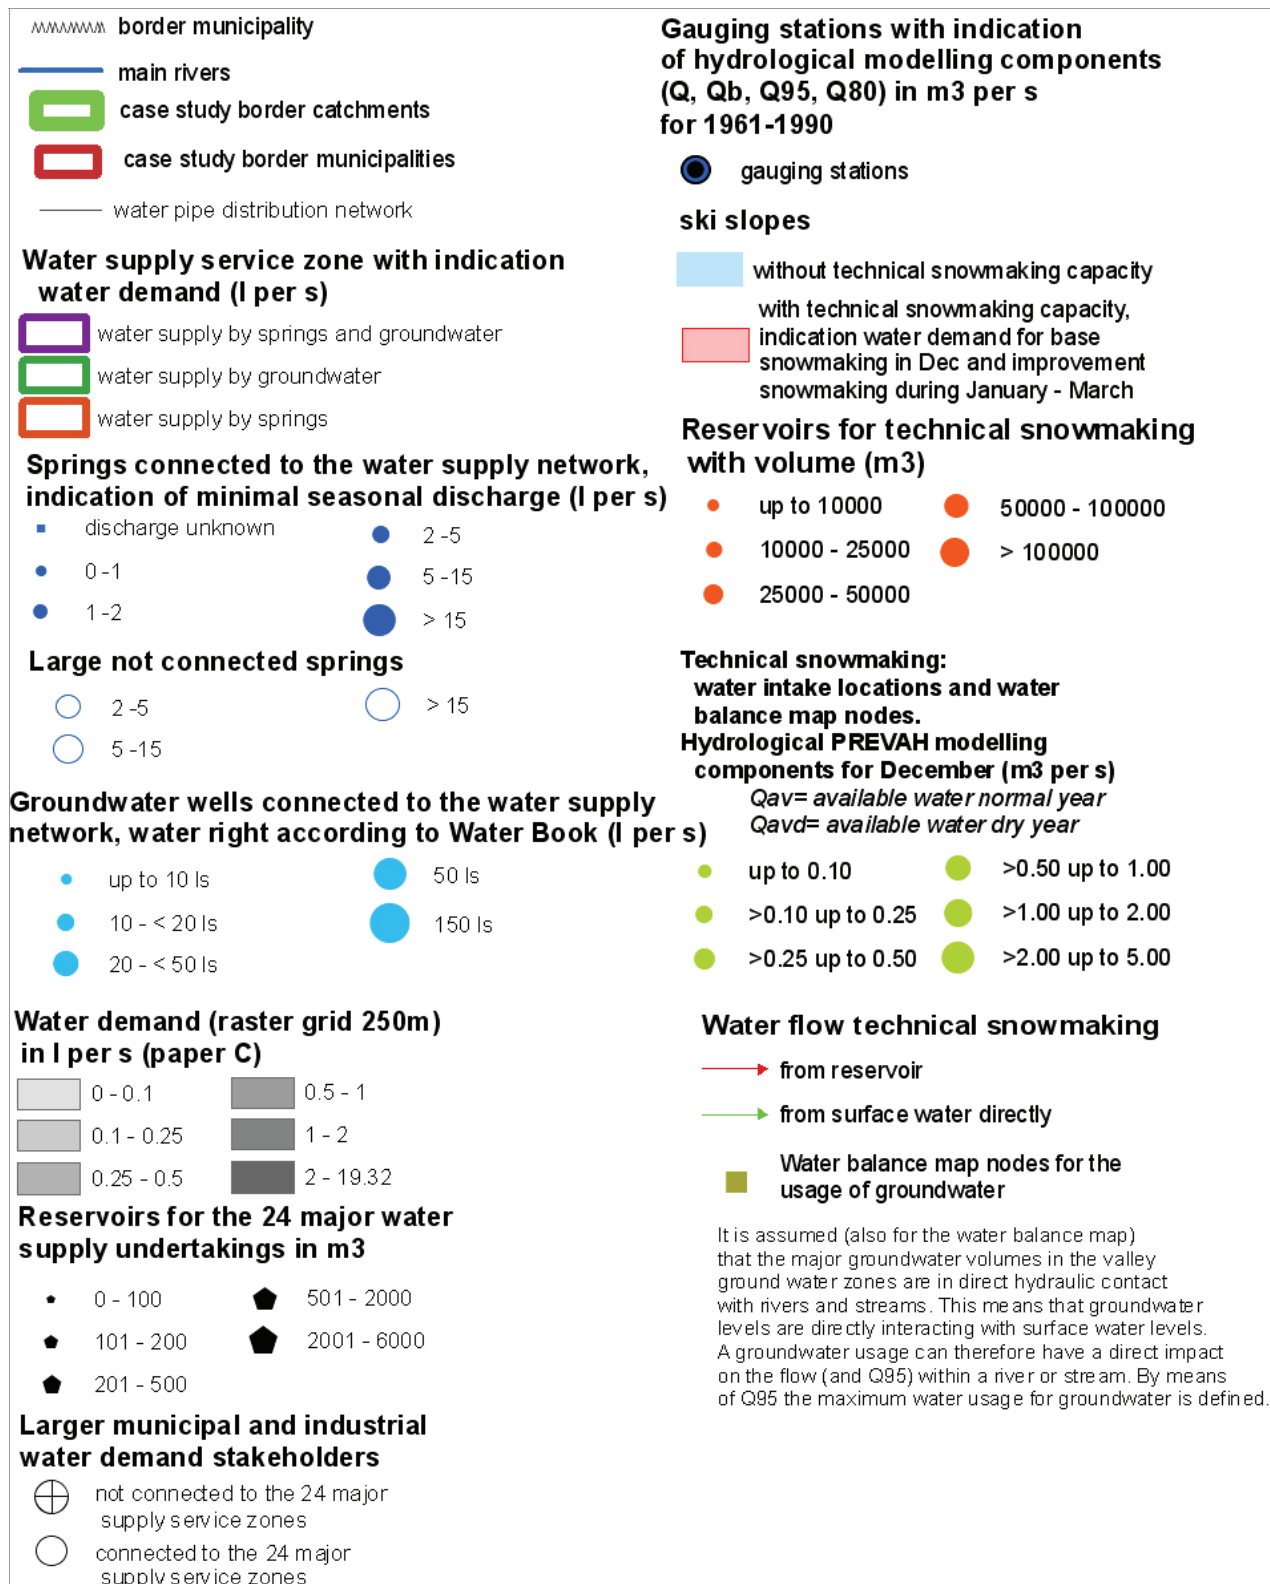 border municipality
main rivers
case study border catchments
case study border municipalities
water pipe distribution network
Water supply service zone with indication
water demand (l per s)
water supply by springs and groundwater
water supply by groundwater
water supply by springs
Springs connected to the water supply network,
indication of minimal seasonal discharge (l per s)
discharge unknown
0 -1
1 -2
2 -5
5 -15
> 15
Large not connected springs
2 -5
5 -15
> 15
Groundwater wells connected to the water supply
network, water right according to Water Book (l per s)
up to 10 ls
10 - < 20 ls
20 - < 50 ls
50 ls
150 ls
Water demand (raster grid 250m)
in l per s (paper C)
0 - 0.1
0.1 - 0.25
0.25 - 0.5
0.5 - 1
1 - 2
2 - 19.32
Reservoirs for the 24 major water
supply undertakings in m3
0 - 100
101 - 200
201 - 500
501 - 2000
2001 - 6000
Larger municipal and industrial
water demand stakeholders
not connected to the 24 major
supply service zones
connected to the 24 major
supply service zones
Gauging stations with indication
of hydrological modelling components
(Q, Qb, Q95, Q80) in m3 per s
for 1961-1990
gauging stations
ski slopes
without technical snowmaking capacity
with technical snowmaking capacity,
indication water demand for base
snowmaking in Dec and improvement
snowmaking during January - March
Reservoirs for technical snowmaking
with volume (m3)
up to 10000
10000 - 25000
25000 - 50000
50000 - 100000
> 100000
Technical snowmaking:
water intake locations and water
balance map nodes.
Hydrological PREVAH modelling
components for December (m3 per s)
Qav= available water normal year
Qavd= available water dry year
up to 0.10
>0.10 up to 0.25
>0.25 up to 0.50
>0.50 up to 1.00
>1.00 up to 2.00
>2.00 up to 5.00
Water flow technical snowmaking
from reservoir
from surface water directly
Water balance map nodes for the
usage of groundwater
It is assumed (also for the water balance map)
that the major groundwater volumes in the valley
ground water zones are in direct hydraulic contact
with rivers and streams. This means that groundwater
levels are directly interacting with surface water levels.
A groundwater usage can therefore have a direct impact
on the flow (and Q95) within a river or stream. By means
of Q95 the maximum water usage for groundwater is defined.